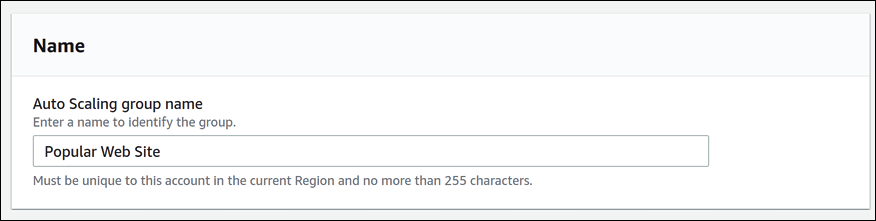 Name
Auto Scaling group name
Enter a name to identify the group.
Popular Web Site
Must be unique to this account in the current Region and no more than 255 characters.